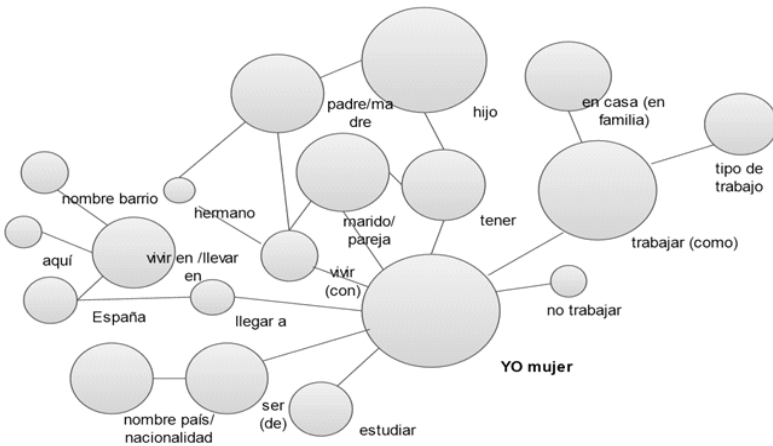 padre/ma
dre
hijo
en casa (en
familia)
tipo de
trabajo
nombre barrio
hermano
marido/
pareja
tener
trabajar (como)
aquí
vivir en /llevar
en
vivir
(con)
España
llegar a
no trabajar
YO mujer
nombre país/
nacionalidad
ser
(de)
estudiar